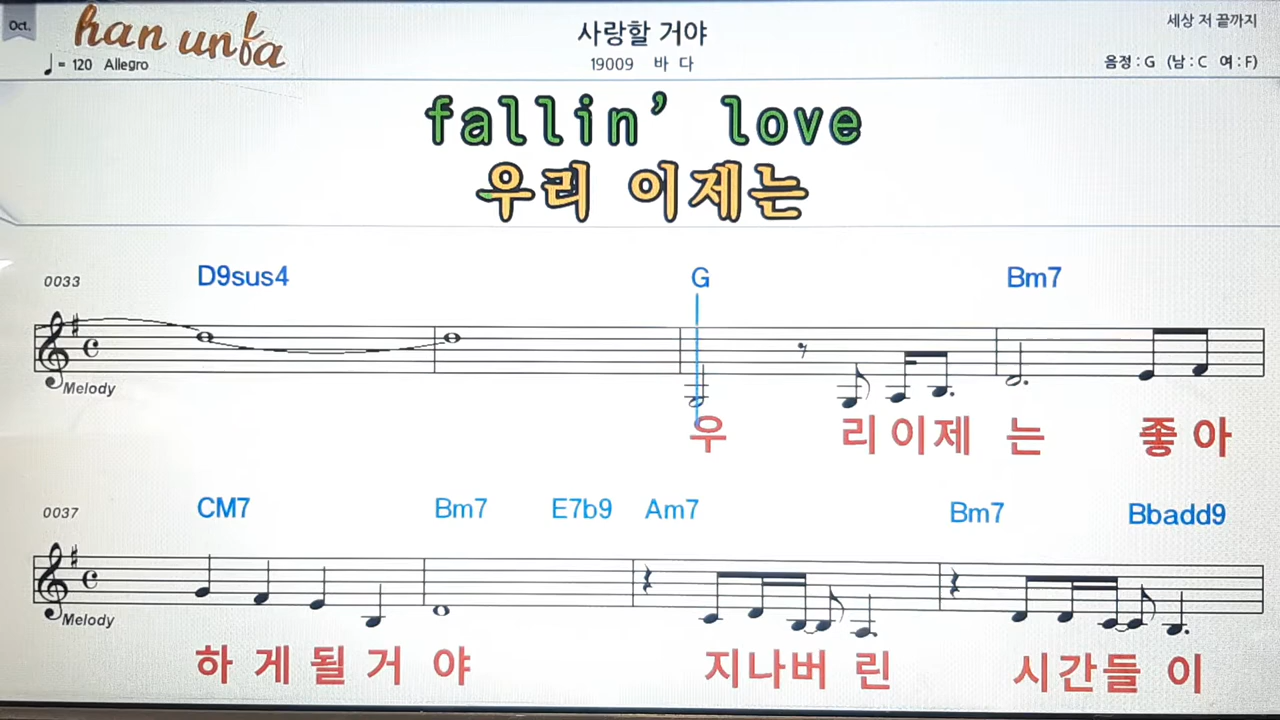 Oct.
han unba
사랑할 거야
세상 저 끝까지
♩= 120 Allegro
19009 바 다
음정 : G (남 : C 여 : F)
fallin’ love
우리 이제는
0033
D9sus4 G Bm7
Melody
우 리 이 제 는 좋 아
0037
CM7 Bm7 E7b9 Am7 Bm7 Bbadd9
Melody
하 게 될 거 야 지 나 버 린 시 간 들 이